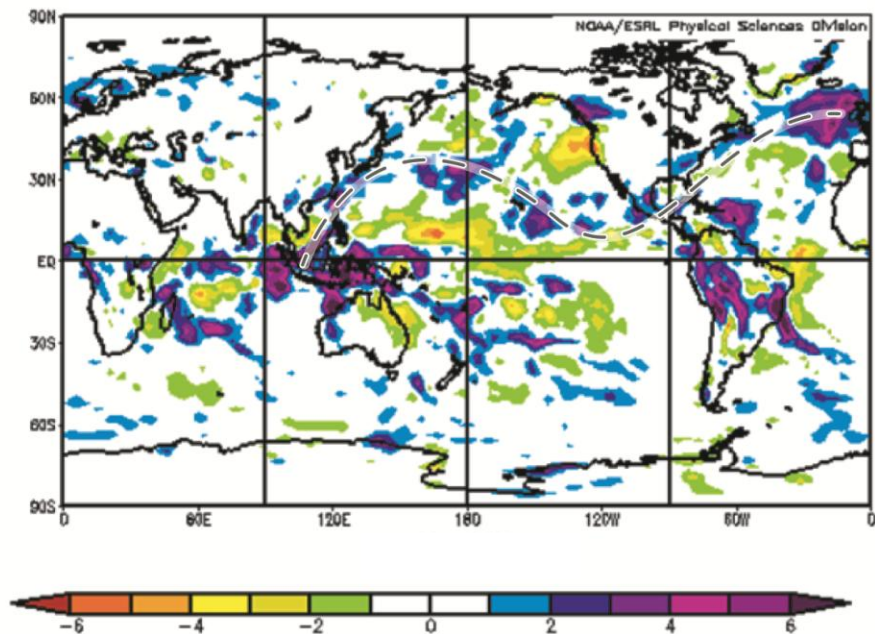 90N
NOAA/ESRL Physical Sciences Division
60N
30N
EQ
30S
60S
90S
0 60E 120E 180 120W 60W 0
-6 -4 -2 0 2 4 6